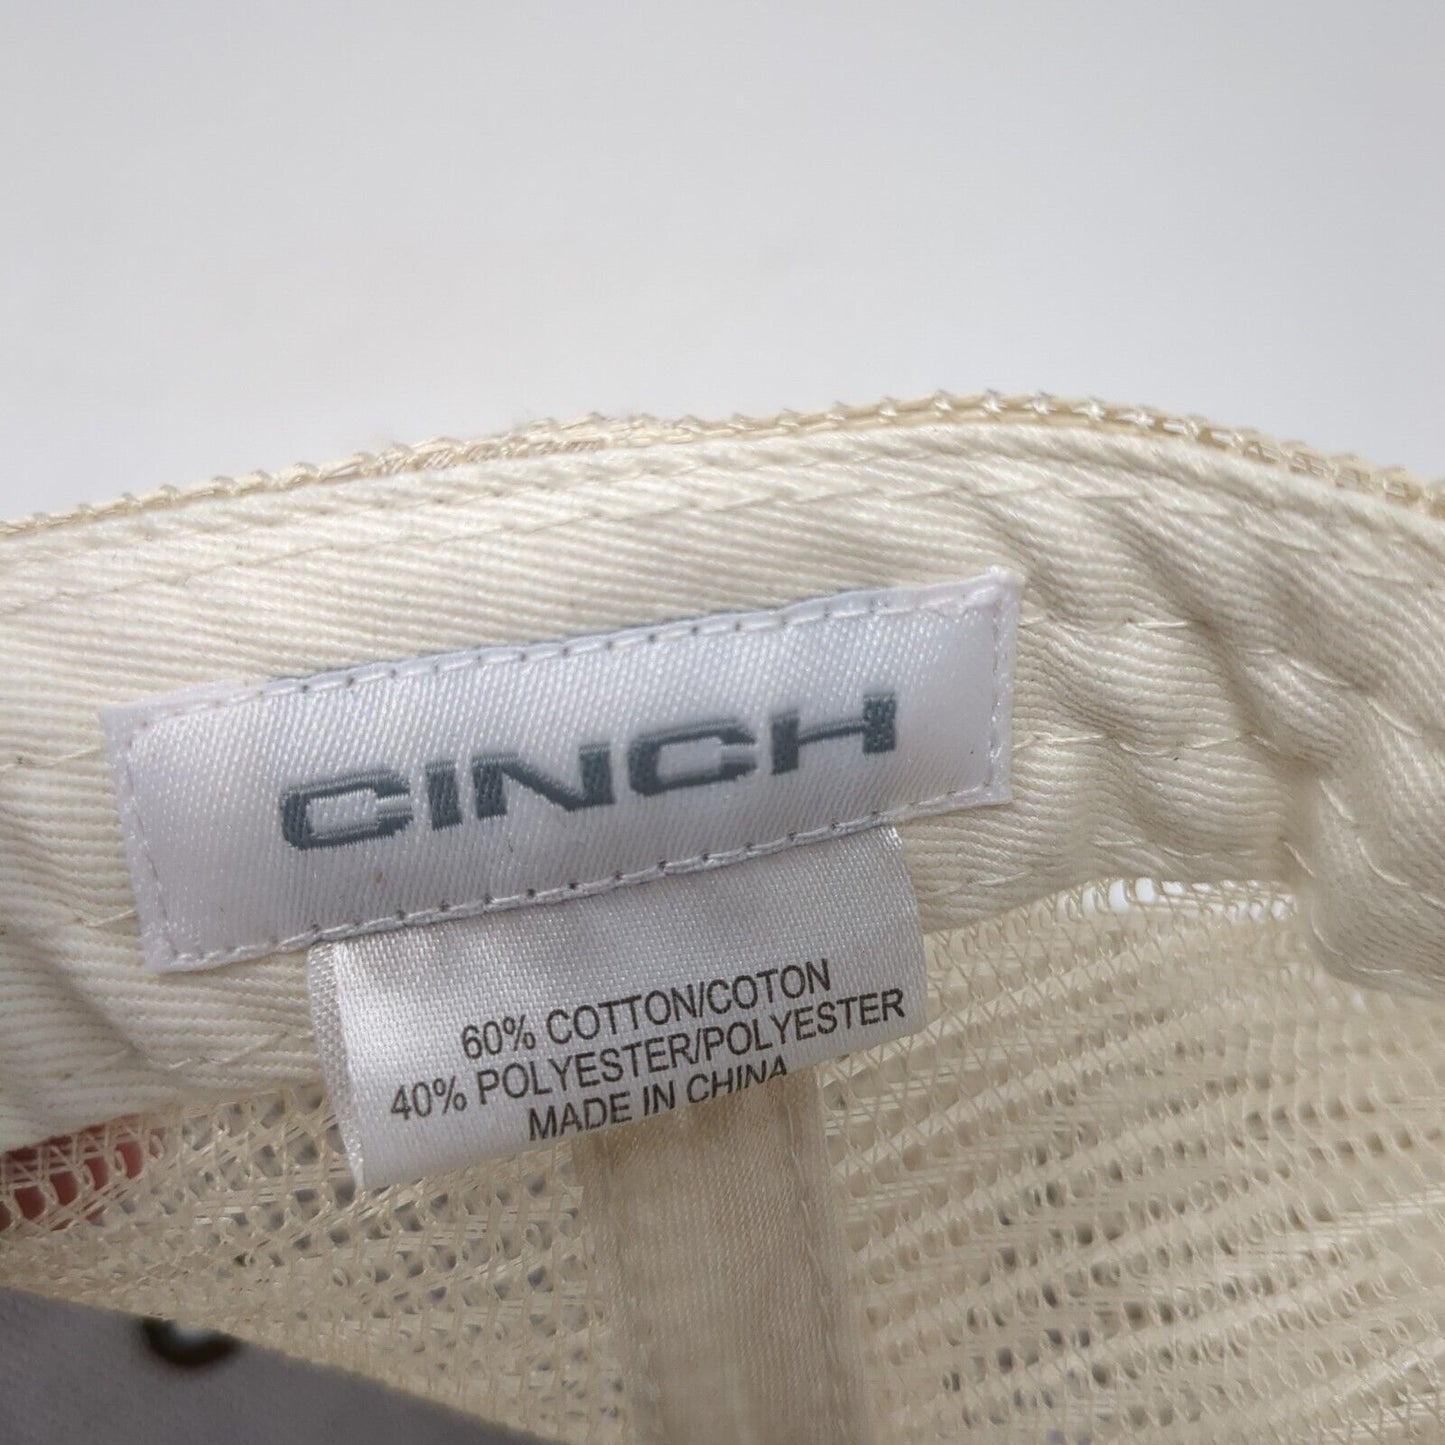 CINCH
60% COTTON/COTON
40% POLYESTER/POLYESTER
MADE IN CHINA